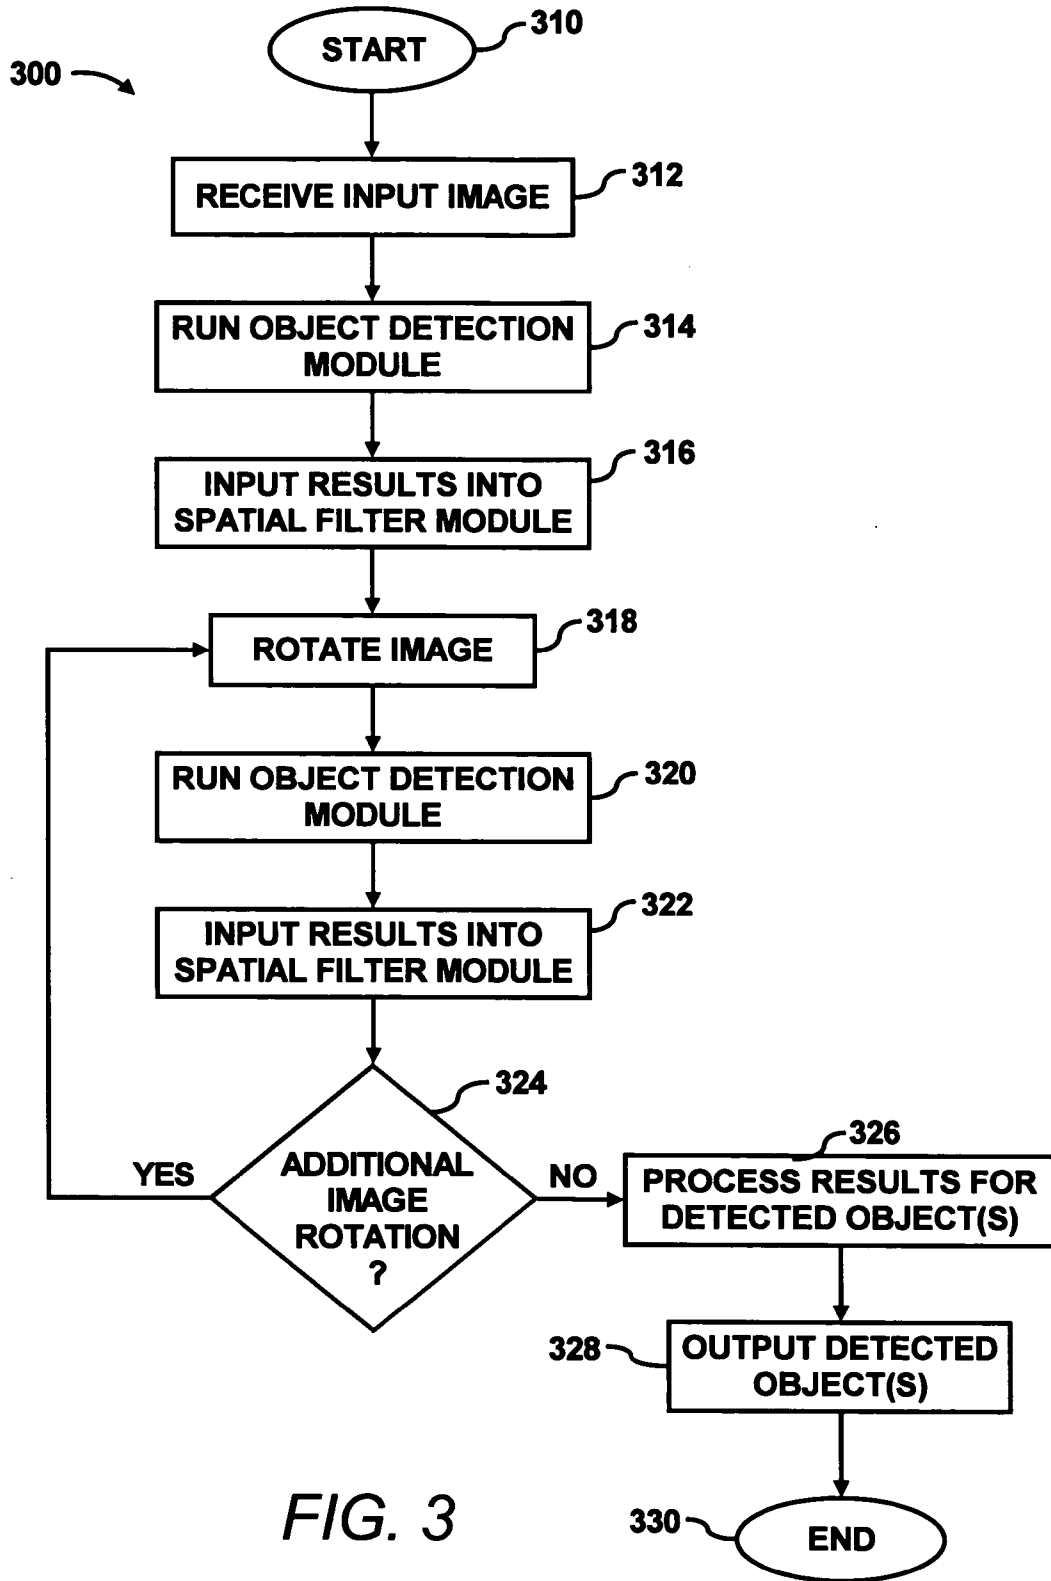 START
310
300
RECEIVE INPUT IMAGE
312
RUN OBJECT DETECTION
MODULE
314
INPUT RESULTS INTO
SPATIAL FILTER MODULE
316
ROTATE IMAGE
318
RUN OBJECT DETECTION
MODULE
320
INPUT RESULTS INTO
SPATIAL FILTER MODULE
322
324
ADDITIONAL
IMAGE
ROTATION
?
YES
NO
326
PROCESS RESULTS FOR
DETECTED OBJECT(S)
328
OUTPUT DETECTED
OBJECT(S)
330
END
FIG. 3